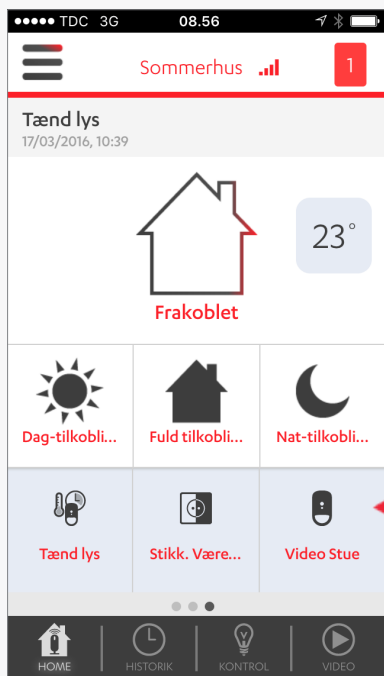 TDC 3G 08.56
Sommerhus 1
Tænd lys
17/03/2016, 10:39
23°
Frakoblet
Dag-tilkobli... Fuld tilkobli... Nat-tilkobli...
Tænd lys Stikk. Være... Video Stue
HOME HISTORIK KONTROL VIDEO